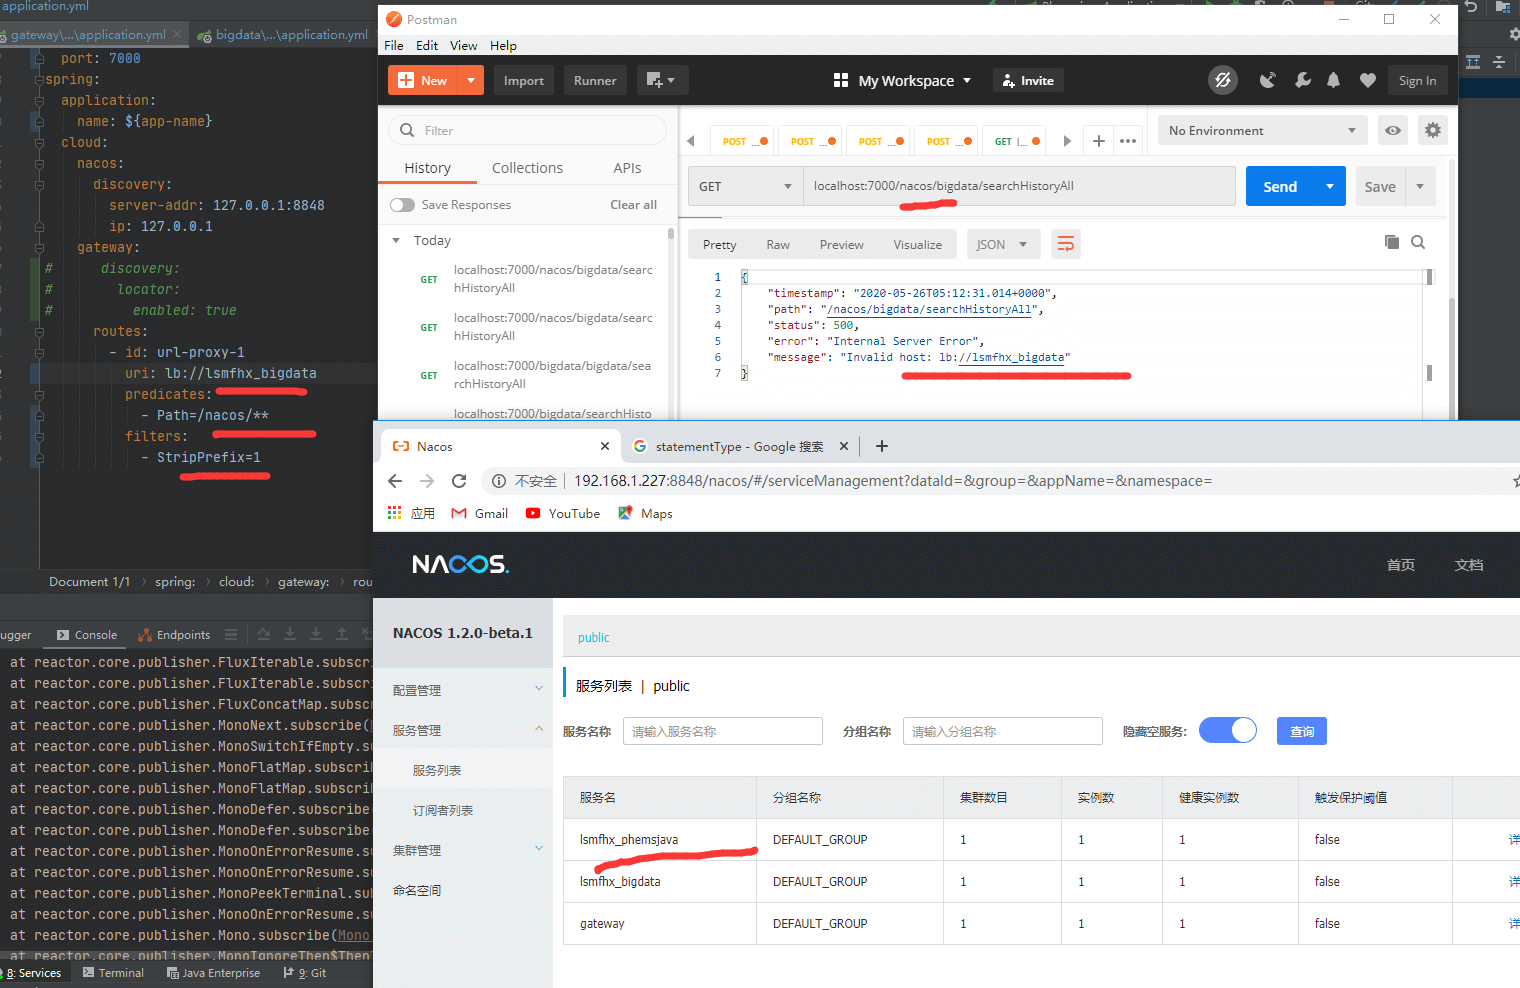 application.yml
gateway\...\application.yml
bigdata\...\application.yml
port: 7000
spring:
application:
name: ${app-name}
cloud:
nacos:
discovery:
server-addr: 127.0.0.1:8848
ip: 127.0.0.1
gateway:
# discovery:
# locator:
# enabled: true
routes:
- id: url-proxy-1
uri: lb://lsmfhx_bigdata
predicates:
- Path=/nacos/**
filters:
- StripPrefix=1
Document 1/1 spring: cloud: gateway: rou
ugger Console Endpoints
at reactor.core.publisher.FluxIterable.subscri
at reactor.core.publisher.FluxIterable.subscri
at reactor.core.publisher.FluxConcatMap.subscr
at reactor.core.publisher.MonoNext.subscribe(
at reactor.core.publisher.MonoSwitchIfEmpty.su
at reactor.core.publisher.MonoFlatMap.subscrib
at reactor.core.publisher.MonoFlatMap.subscrib
at reactor.core.publisher.MonoDefer.subscribe(
at reactor.core.publisher.MonoDefer.subscribe(
at reactor.core.publisher.MonoOnErrorResume.su
at reactor.core.publisher.MonoOnErrorResume.su
at reactor.core.publisher.MonoPeekTerminal.sub
at reactor.core.publisher.MonoOnErrorResume.su
at reactor.core.publisher.Mono.subscribe(Mono
at reactor.core.publisher.MonoIgnoreThen$ThenI
8: Services Terminal Java Enterprise 9: Git
Postman
File Edit View Help
New Import Runner My Workspace Invite Sign In
Filter
History Collections APIs
Save Responses Clear all
Today
GET localhost:7000/nacos/bigdata/searc
hHistoryAll
GET localhost:7000/nacos/bigdata/searc
hHistoryAll
GET localhost:7000/bigdata/bigdata/sea
rchHistoryAll
localhost:7000/bigdata/searchHisto
POST ... POST ... POST ... POST ... GET l... + ...
No Environment
GET localhost:7000/nacos/bigdata/searchHistoryAll Send Save
Pretty Raw Preview Visualize JSON
1 {
2 "timestamp": "2020-05-26T05:12:31.014+0000",
3 "path": "/nacos/bigdata/searchHistoryAll",
4 "status": 500,
5 "error": "Internal Server Error",
6 "message": "Invalid host: lb://lsmfhx_bigdata"
7 }
Nacos
statementType - Google 搜索
不安全 192.168.1.227:8848/nacos/#/serviceManagement?dataId=&group=&appName=&namespace=
应用 Gmail YouTube Maps
NACOS. 首页 文档
NACOS 1.2.0-beta.1
配置管理
服务管理
服务列表
订阅者列表
集群管理
命名空间
public
服务列表 | public
服务名称 请输入服务名称 分组名称 请输入分组名称 隐藏空服务: 查询
服务名 分组名称 集群数目 实例数 健康实例数 触发保护阈值
lsmfhx_phemsjava DEFAULT_GROUP 1 1 1 false 详
lsmfhx_bigdata DEFAULT_GROUP 1 1 1 false 详
gateway DEFAULT_GROUP 1 1 1 false 详